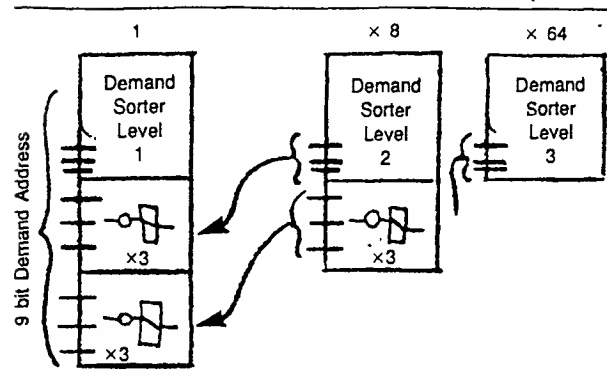 1
× 8
× 64
Demand
Sorter
Level
1
Demand
Sorter
Level
2
Demand
Sorter
Level
3
9 bit Demand Address
×3
×3
×3